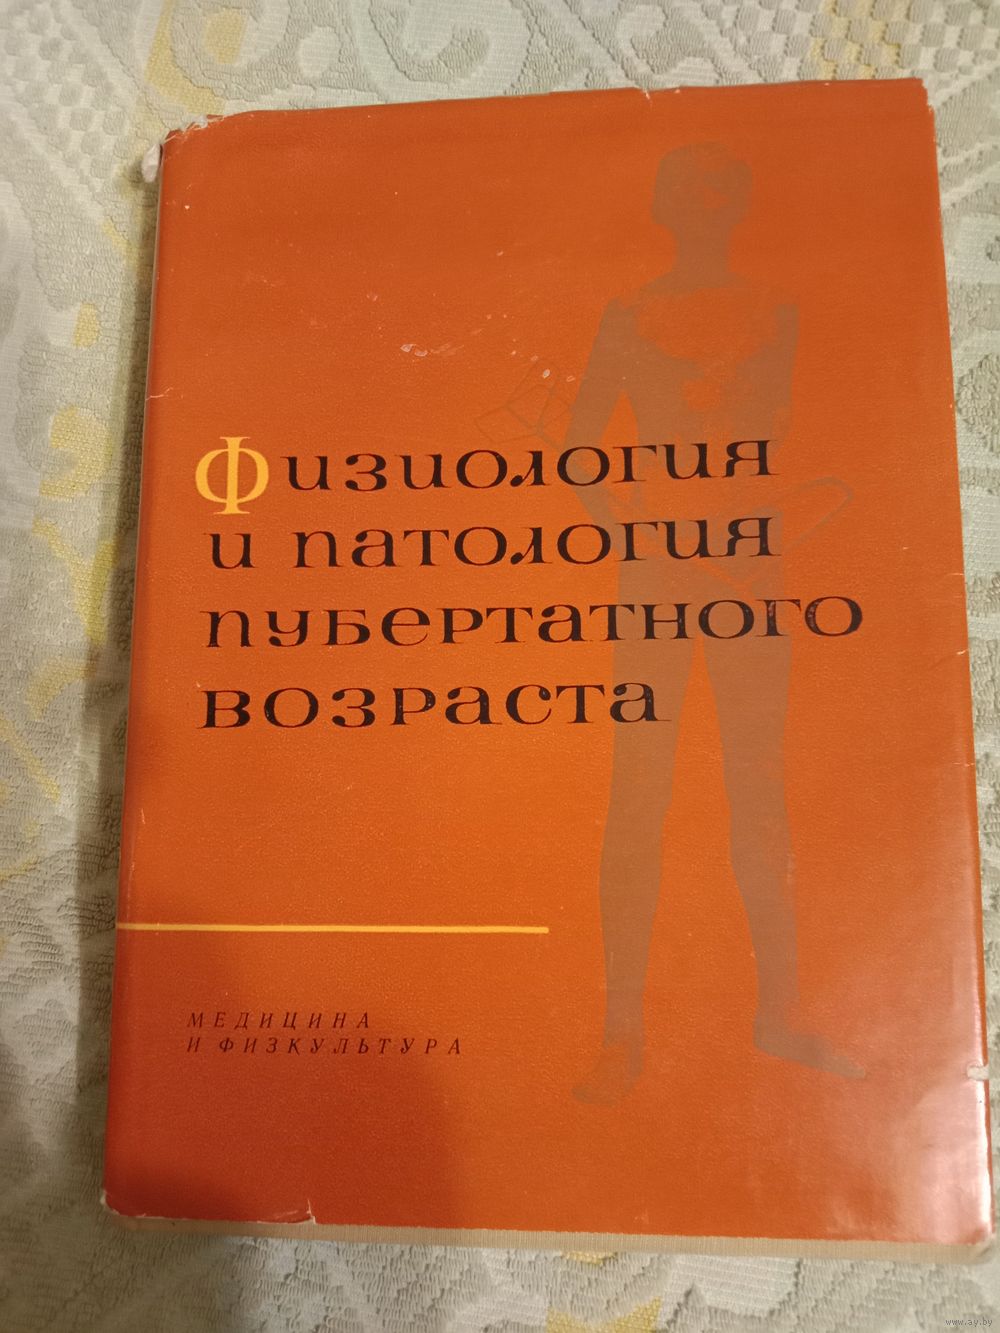 Физиология
и патология
пубертатного
возраста
МЕДИЦИНА
И ФИЗКУЛЬТУРА
www.ay.by